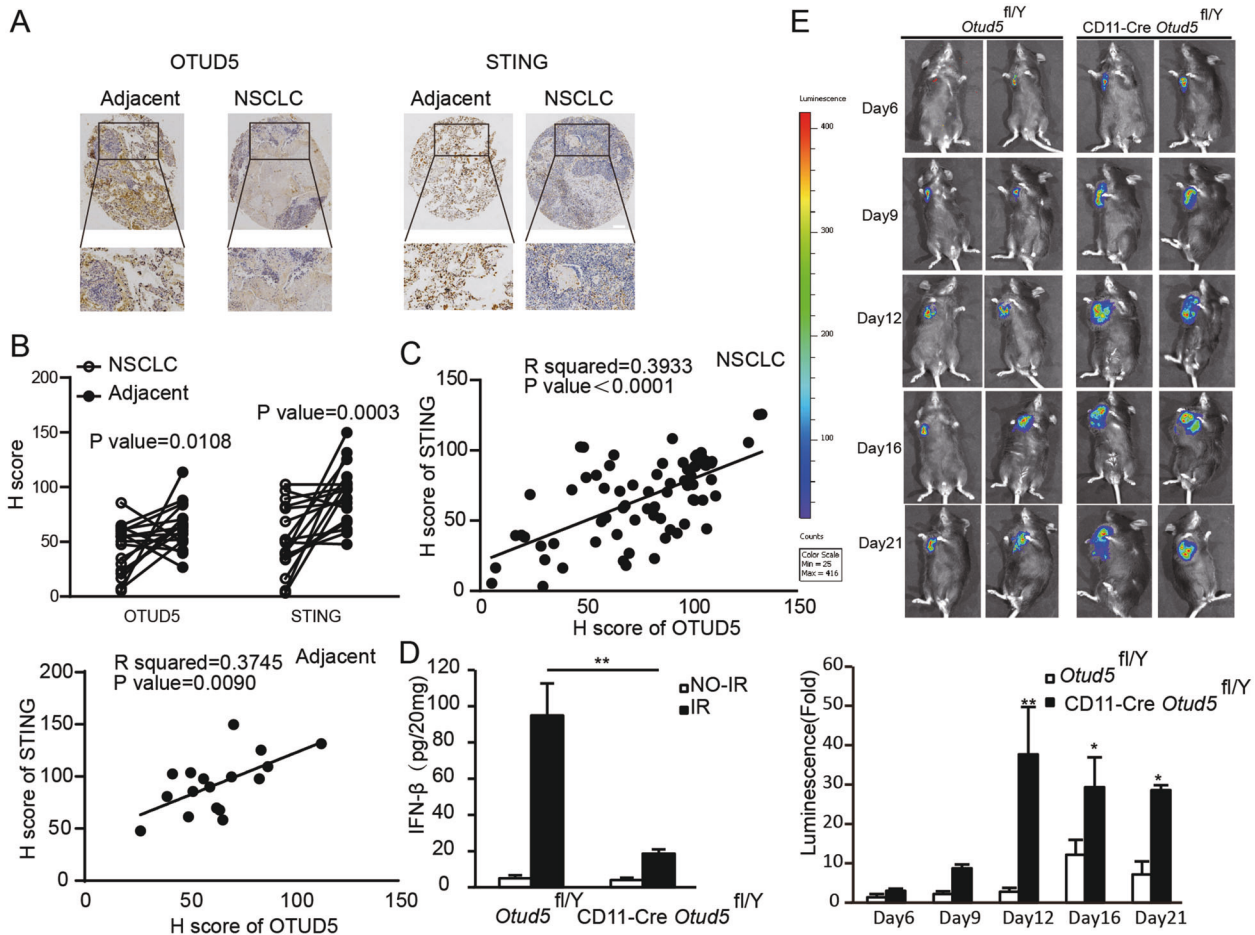 A
OTUD5
STING
Adjacent
NSCLC
Adjacent
NSCLC
B
NSCLC
Adjacent
200
150
100
50
0
H score
P value=0.0108
P value=0.0003
OTUD5
STING
C
R squared=0.3933
P value<0.0001
NSCLC
150
100
50
0
H score of STING
0
50
100
150
H score of OTUD5
R squared=0.3745
P value=0.0090
Adjacent
200
150
100
50
0
H score of STING
0
50
100
150
H score of OTUD5
D
120
100
80
60
40
20
0
IFN-β (pg/20mg)
**
NO-IR
IR
Otud5 fl/Y
CD11-Cre Otud5 fl/Y
E
Otud5 fl/Y
CD11-Cre Otud5 fl/Y
Luminescence
400
300
200
100
Counts
Color Scale
Min = 25
Max = 416
Day6
Day9
Day12
Day16
Day21
Otud5 fl/Y
CD11-Cre Otud5 fl/Y
60
50
40
30
20
10
0
Luminescence(Fold)
**
*
*
Day6
Day9
Day12
Day16
Day21